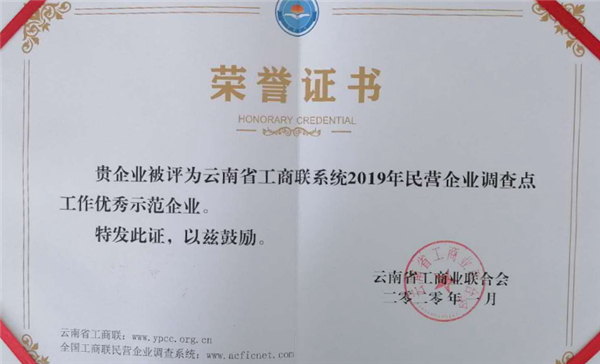 荣誉证书
HONORARY CREDENTIAL
贵企业被评为云南省工商联系统2019年民营企业调查点
工作优秀示范企业。
特发此证，以兹鼓励。
云南省工商业联合会
二〇二〇年一月
云南省工商联：www.ypcc.org.cn
全国工商联民营企业调查系统：www.acficnet.com